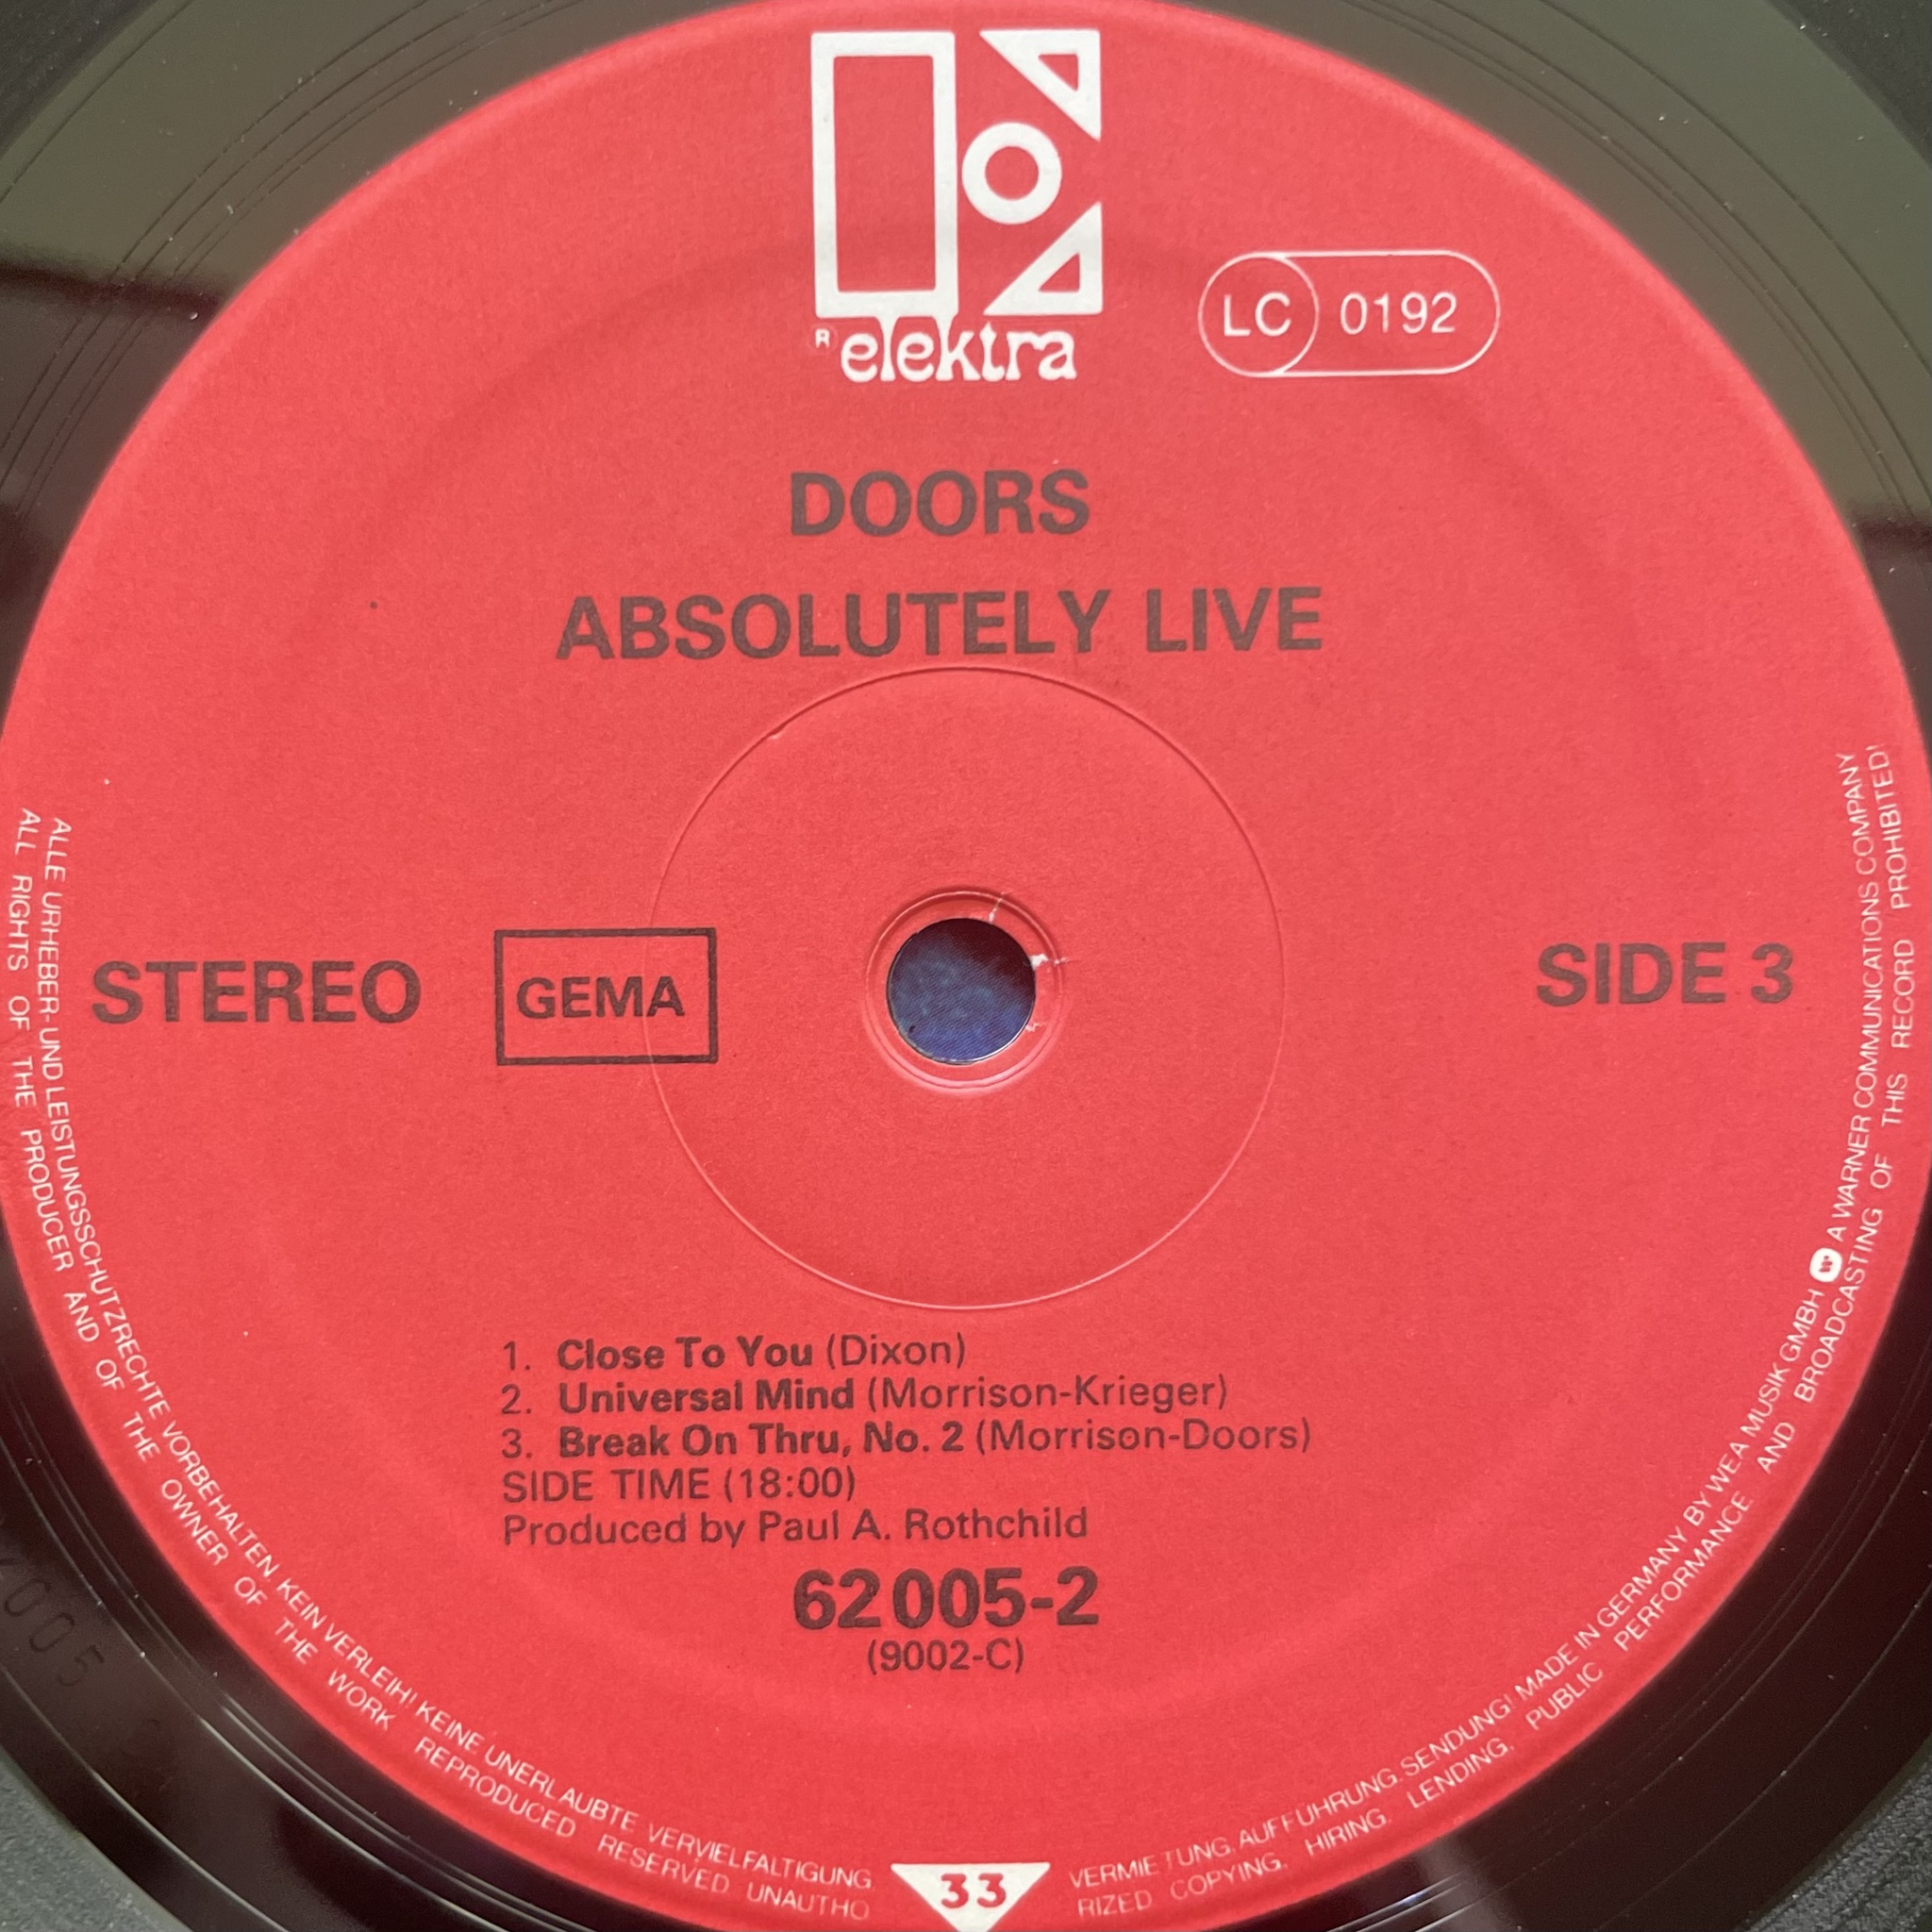 R elektra
LC 0192
DOORS
ABSOLUTELY LIVE
STEREO
GEMA
SIDE 3
1. Close To You (Dixon)
2. Universal Mind (Morrison-Krieger)
3. Break On Thru, No. 2 (Morrison-Doors)
SIDE TIME (18:00)
Produced by Paul A. Rothchild
62 005-2
(9002-C)
33
ALLE URHEBER- UND LEISTUNGSSCHUTZRECHTE VORBEHALTEN KEIN VERLEIH! KEINE UNERLAUBTE VERVIELFALTIGUNG VERMIETUNG, AUFFÜHRUNG, SENDUNG! MADE IN GERMANY BY WEA MUSIK GMBH W A WARNER COMMUNICATIONS COMPANY
ALL RIGHTS OF THE PRODUCER AND OF THE OWNER OF THE WORK REPRODUCED RESERVED UNAUTHO RIZED COPYING, HIRING, LENDING, PUBLIC PERFORMANCE AND BROADCASTING OF THIS RECORD PROHIBITED!
005